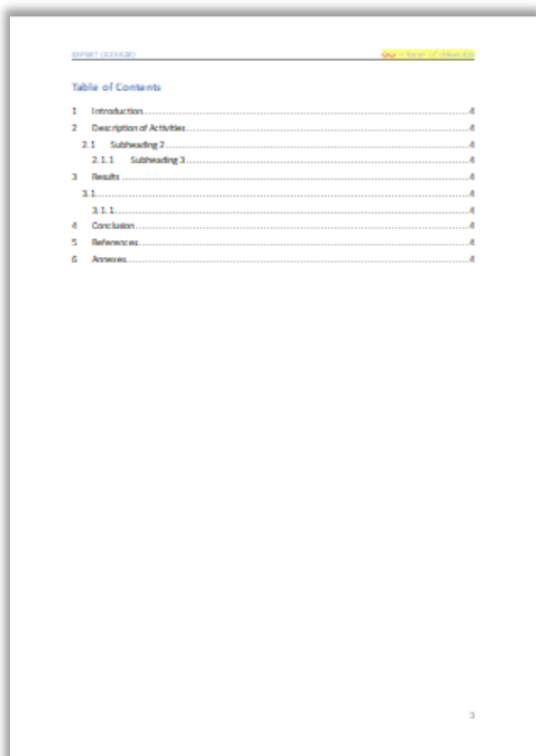 Table of Contents
1 Introduction 4
2 Description of Activities 4
2.1 Subheading 2 4
2.1.1 Subheading 3 4
3 Results 4
3.1 4
3.1.1 4
4 Conclusion 4
5 References 4
6 Annexes 4
3